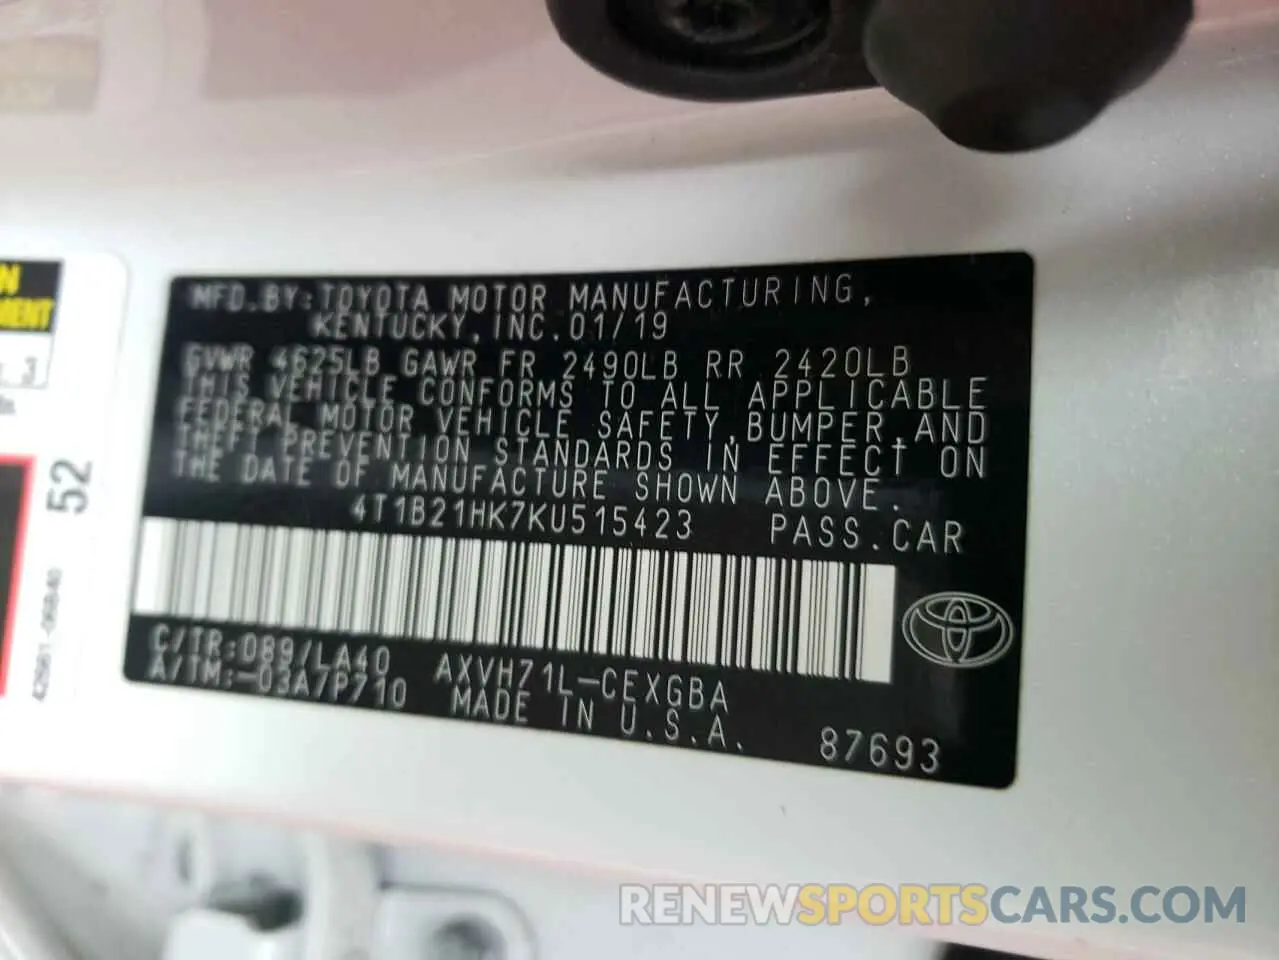 MFD.BY:TOYOTA MOTOR MANUFACTURING,
KENTUCKY,INC.01/19
GVWR 4625LB GAWR FR 2490LB RR 2420LB
THIS VEHICLE CONFORMS TO ALL APPLICABLE
FEDERAL MOTOR VEHICLE SAFETY,BUMPER,AND
THEFT PREVENTION STANDARDS IN EFFECT ON
THE DATE OF MANUFACTURE SHOWN ABOVE.
4T1B21HK7KU515423 PASS.CAR
C/TR:089/LA40 AXVH71L-CEXGBA
A/TM:-03A7P710 MADE IN U.S.A.
87693
52
RENEWSPORTSCARS.COM